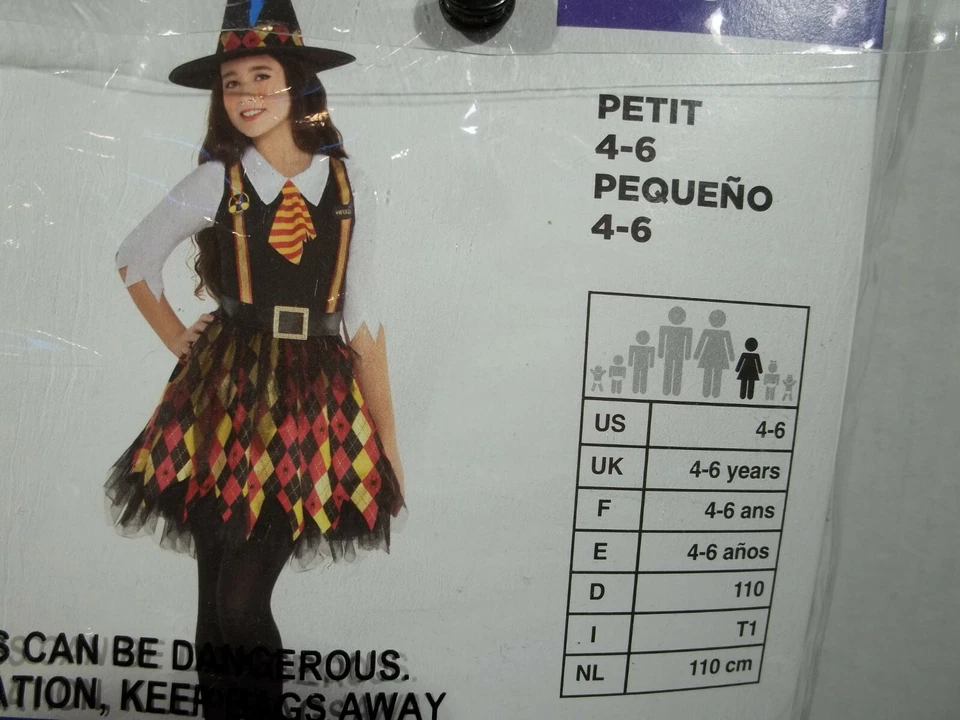 PETIT
4-6
PEQUEÑO
4-6
US 4-6
UK 4-6 years
F 4-6 ans
E 4-6 años
D 110
I T1
NL 110 cm
CAN BE DANGEROUS.
KEEP AWAY